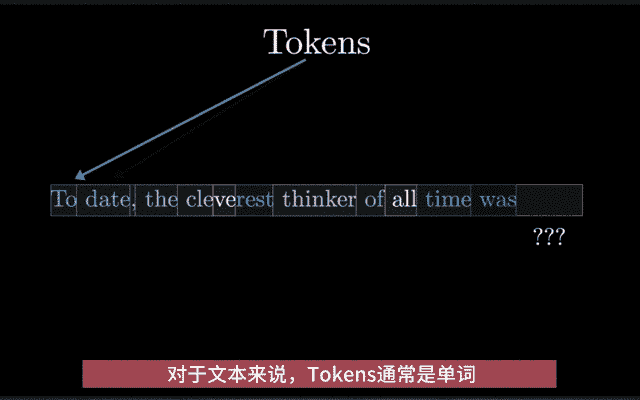 Tokens
To date, the cleverest thinker of all time was
???
对于文本来说，Tokens通常是单词